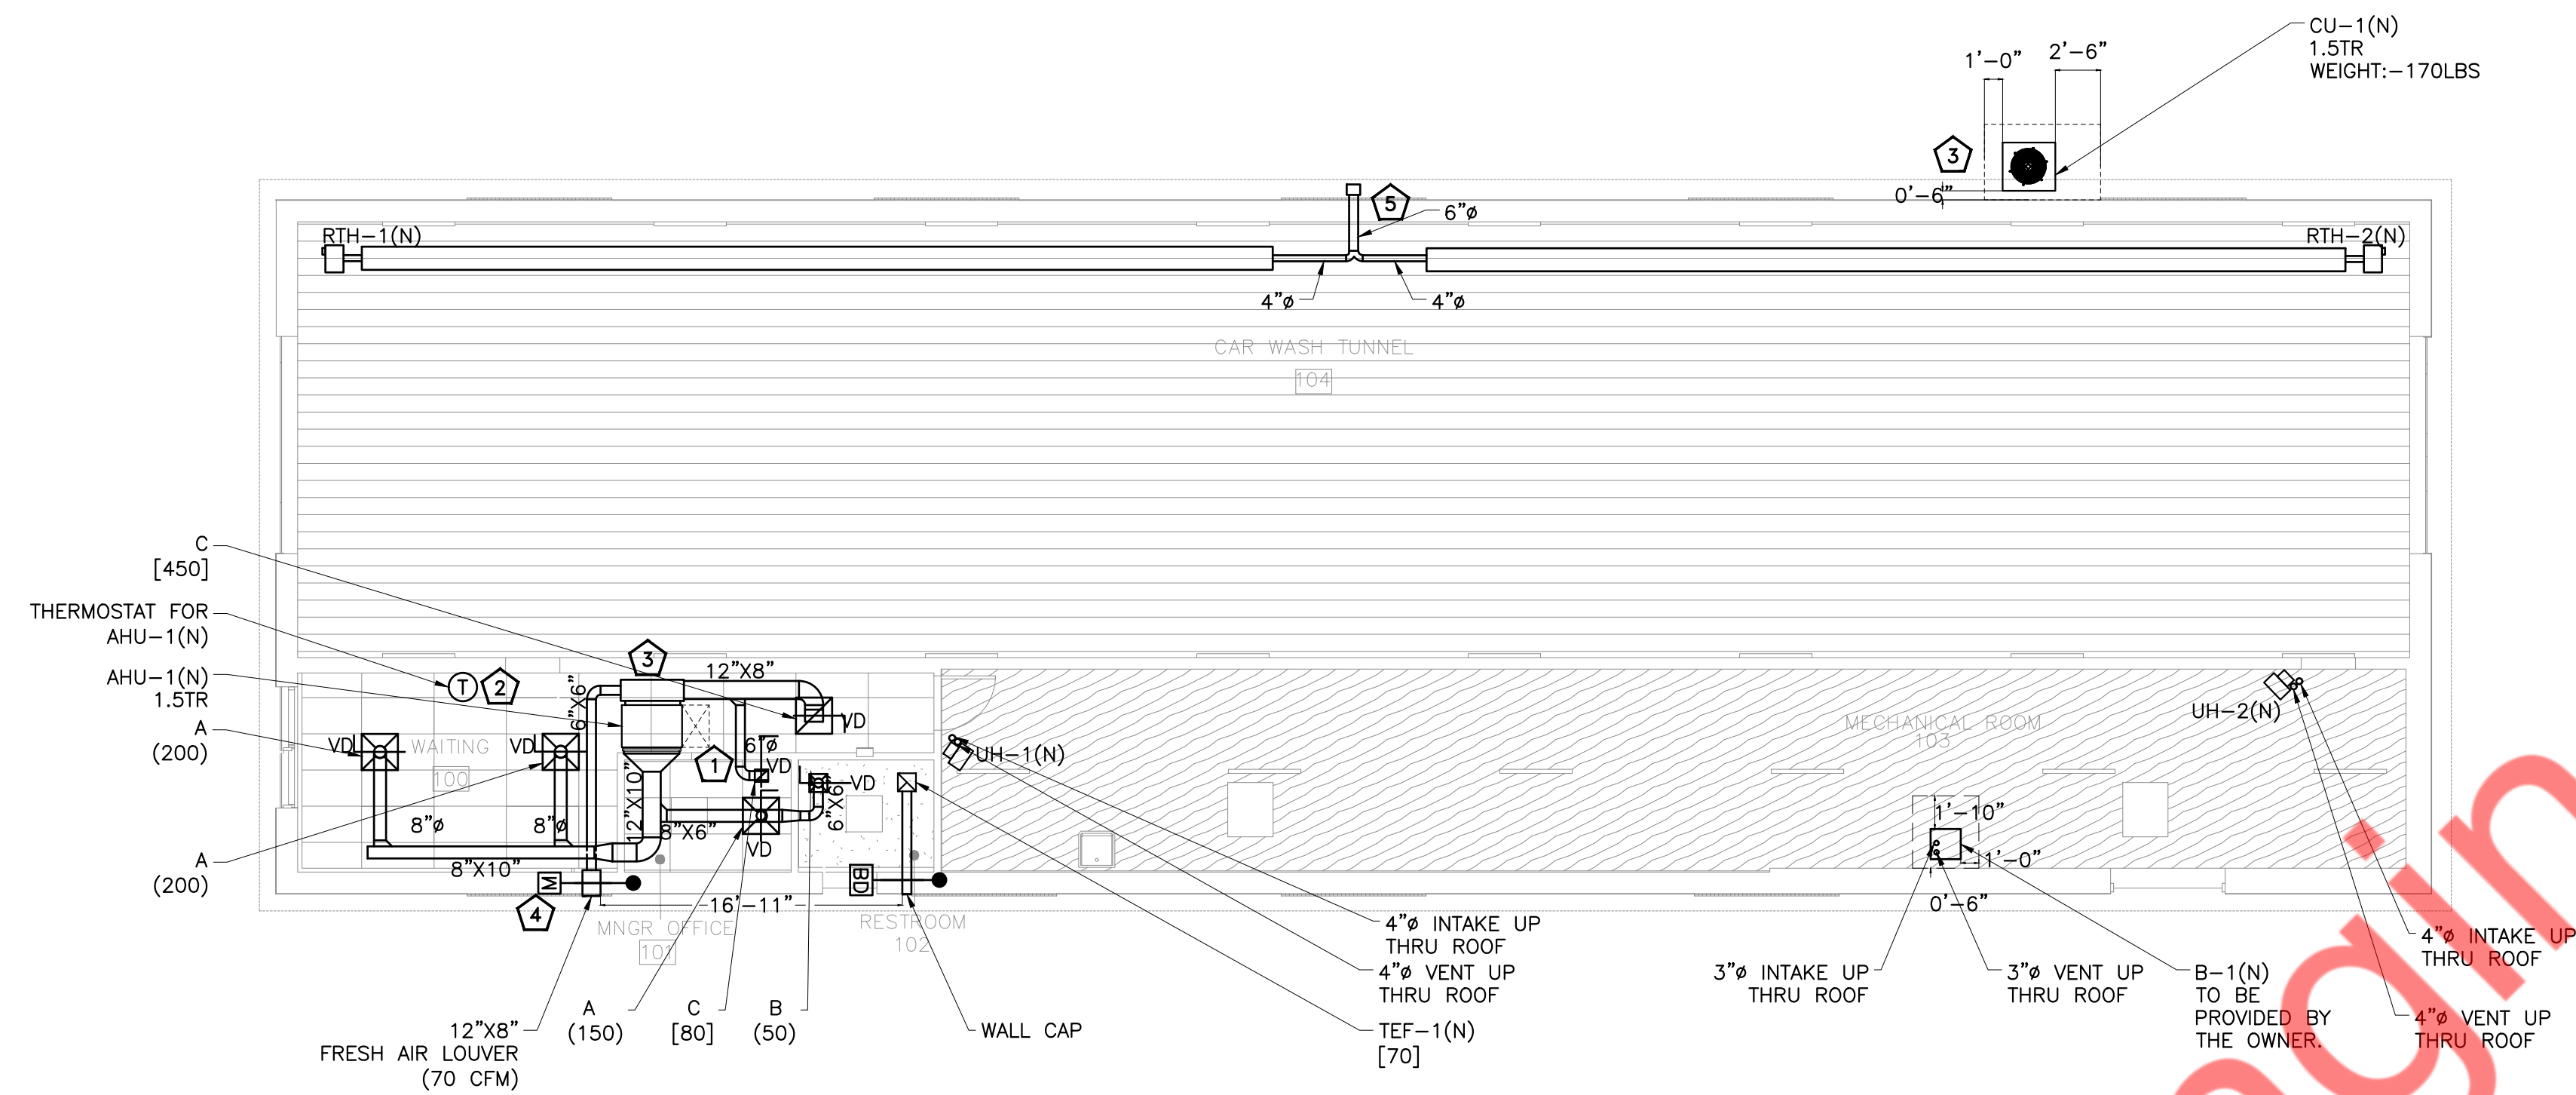 CU-1(N)
1.5TR
WEIGHT:-170LBS
1'-0"
2'-6"
3
0'-6"
5
6"ø
RTH-1(N)
RTH-2(N)
4"ø
4"ø
CAR WASH TUNNEL
104
C
[450]
THERMOSTAT FOR
AHU-1(N)
AHU-1(N)
1.5TR
A
(200)
A
(200)
T
2
3
12"X8"
6"X6"
VD
WAITING
100
VD
VD
1
6"ø
VD
VD
6"X6"
12"X10"
8"X6"
VD
8"ø
8"ø
8"X10"
M
4
BD
16'-11"
MNGR OFFICE
101
RESTROOM
102
UH-1(N)
MECHANICAL ROOM
103
UH-2(N)
1'-10"
1'-0"
0'-6"
12"X8"
FRESH AIR LOUVER
(70 CFM)
A
(150)
C
[80]
B
(50)
WALL CAP
4"ø INTAKE UP
THRU ROOF
4"ø VENT UP
THRU ROOF
TEF-1(N)
[70]
3"ø INTAKE UP
THRU ROOF
3"ø VENT UP
THRU ROOF
B-1(N)
TO BE
PROVIDED BY
THE OWNER.
4"ø INTAKE UP
THRU ROOF
4"ø VENT UP
THRU ROOF